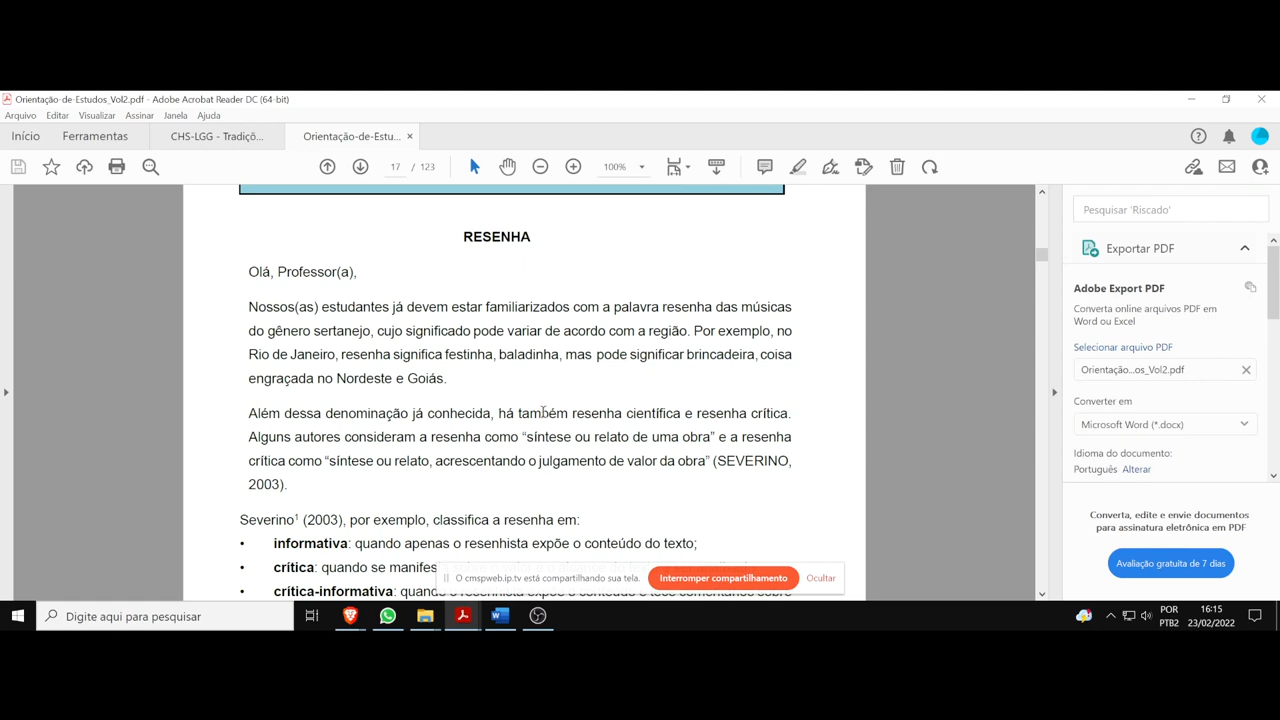 Orientação-de-Estudos_Vol2.pdf - Adobe Acrobat Reader DC (64-bit)
Arquivo Editar Visualizar Assinar Janela Ajuda
Início Ferramentas CHS-LGG - Tradiçõ... Orientação-de-Estu... ×
17 / 123 100%
Pesquisar 'Riscado'
Exportar PDF
Adobe Export PDF
Converta online arquivos PDF em
Word ou Excel
Selecionar arquivo PDF
Orientação...os_Vol2.pdf
Converter em
Microsoft Word (*.docx)
Idioma do documento:
Português Alterar
Converta, edite e envie documentos
para assinatura eletrônica em PDF
Avaliação gratuita de 7 dias
RESENHA
Olá, Professor(a),
Nossos(as) estudantes já devem estar familiarizados com a palavra resenha das músicas
do gênero sertanejo, cujo significado pode variar de acordo com a região. Por exemplo, no
Rio de Janeiro, resenha significa festinha, baladinha, mas pode significar brincadeira, coisa
engraçada no Nordeste e Goiás.
Além dessa denominação já conhecida, há também resenha científica e resenha crítica.
Alguns autores consideram a resenha como “síntese ou relato de uma obra” e a resenha
crítica como “síntese ou relato, acrescentando o julgamento de valor da obra” (SEVERINO,
2003).
Severino¹ (2003), por exemplo, classifica a resenha em:
• informativa: quando apenas o resenhista expõe o conteúdo do texto;
• crítica: quando se manifesta
• crítica-informativa: quando o resenhista expõe o conteúdo e tece comentários sobre
O cmspweb.ip.tv está compartilhando sua tela. Interromper compartilhamento Ocultar
Digite aqui para pesquisar
POR
PTB2
16:15
23/02/2022